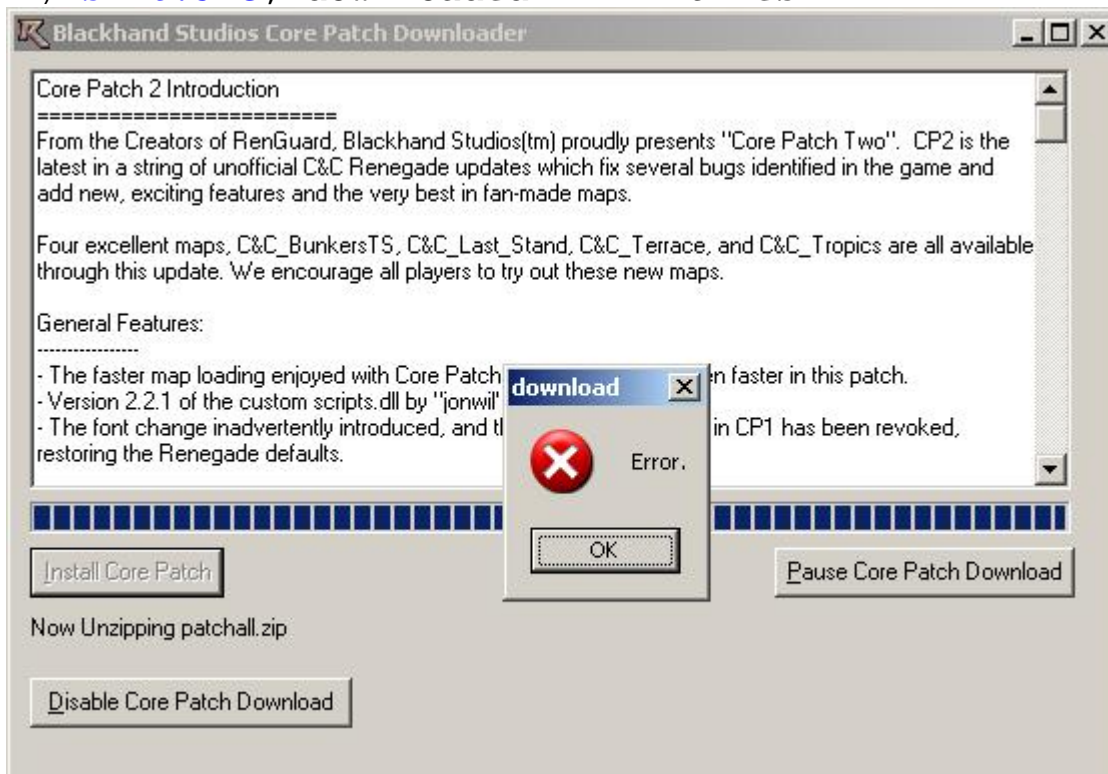 Blackhand Studios Core Patch Downloader
Core Patch 2 Introduction
==========================
From the Creators of RenGuard, Blackhand Studios(tm) proudly presents "Core Patch Two".  CP2 is the
latest in a string of unofficial C&C Renegade updates which fix several bugs identified in the game and
add new, exciting features and the very best in fan-made maps.
Four excellent maps, C&C_BunkersTS, C&C_Last_Stand, C&C_Terrace, and C&C_Tropics are all available
through this update. We encourage all players to try out these new maps.
General Features:
----------------
- The faster map loading enjoyed with Core Patch
n faster in this patch.
- Version 2.2.1 of the custom scripts.dll by "jonwil"
- The font change inadvertently introduced, and
in CP1 has been revoked,
restoring the Renegade defaults.
download
Error.
OK
Install Core Patch
Pause Core Patch Download
Now Unzipping patchall.zip
Disable Core Patch Download